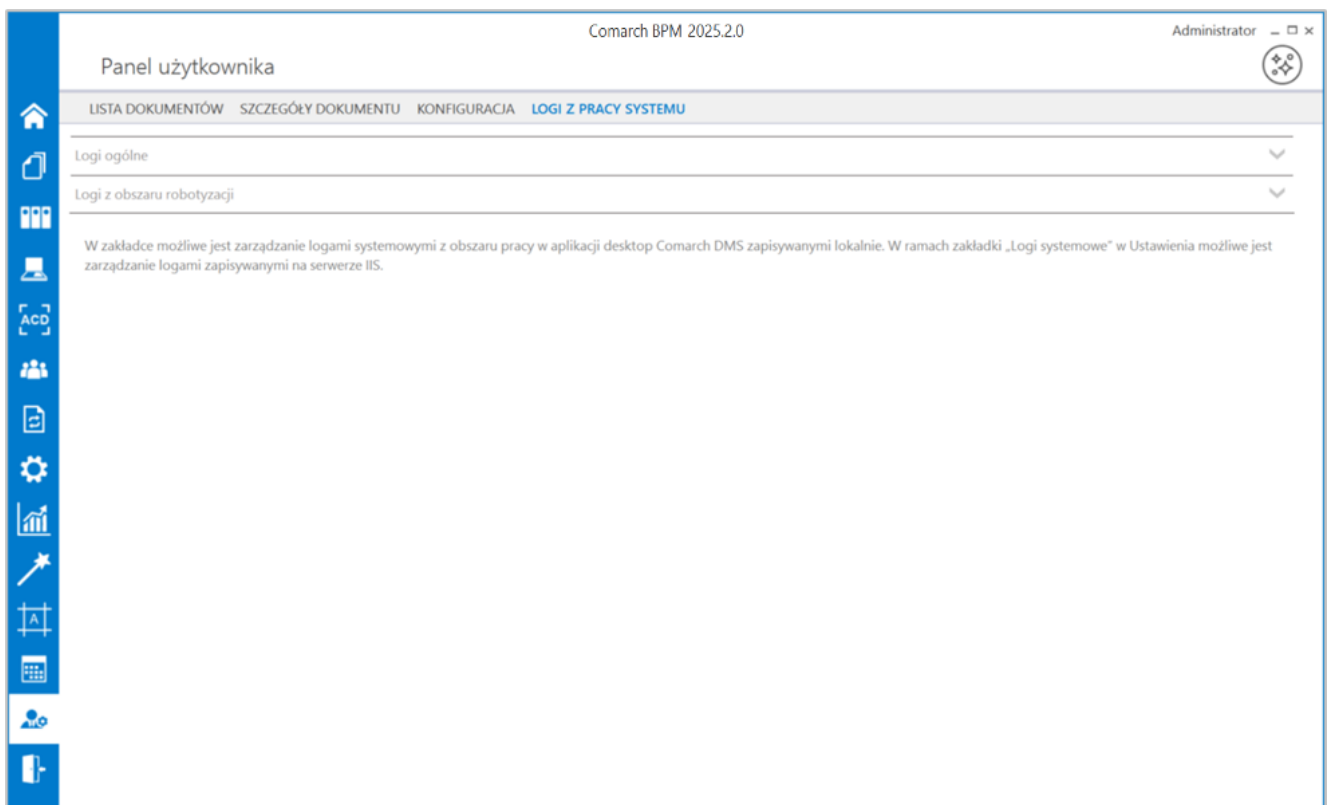 Comarch BPM 2025.2.0
Administrator
Panel użytkownika
LISTA DOKUMENTÓW SZCZEGÓŁY DOKUMENTU KONFIGURACJA LOGI Z PRACY SYSTEMU
Logi ogólne
Logi z obszaru robotyzacji
W zakładce możliwe jest zarządzanie logami systemowymi z obszaru pracy w aplikacji desktop Comarch DMS zapisywanymi lokalnie. W ramach zakładki „Logi systemowe" w Ustawienia możliwe jest
zarządzanie logami zapisywanymi na serwerze IIS.
ACD
A